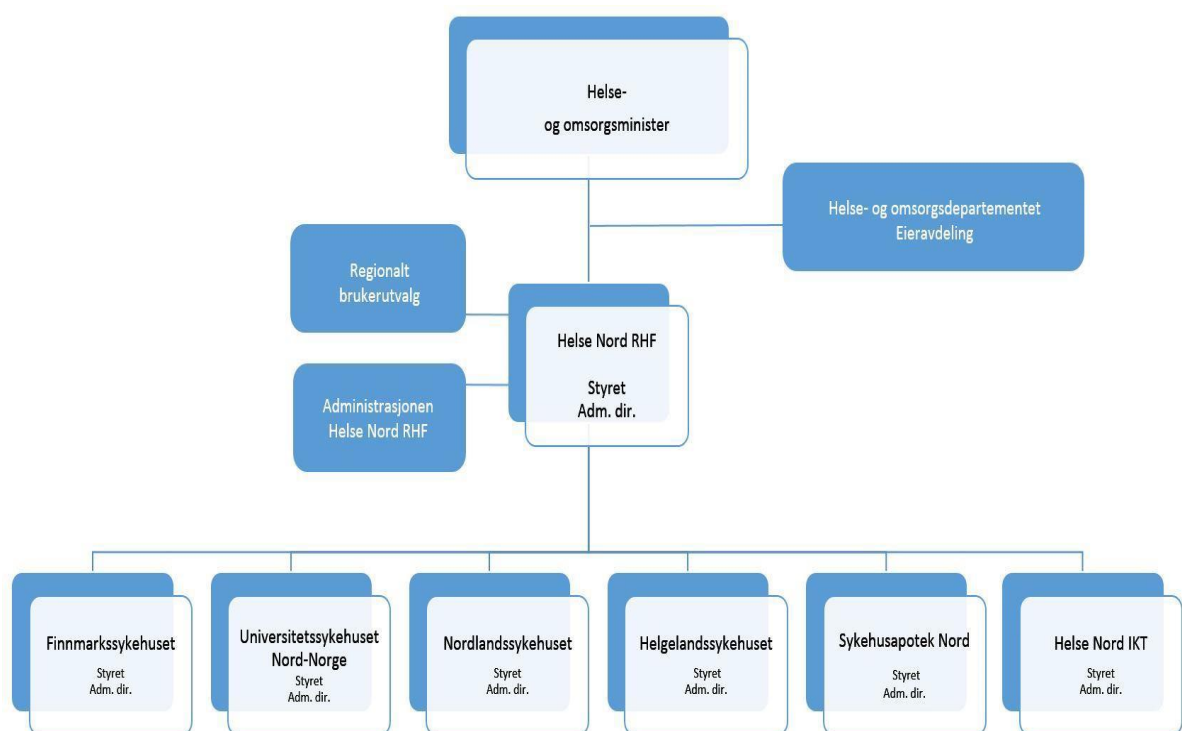 Helse-
og omsorgsminister
Helse- og omsorgsdepartementet
Eieravdeling
Regionalt
brukerutvalg
Helse Nord RHF
Styret
Adm. dir.
Administrasjonen
Helse Nord RHF
Finnmarkssykehuset
Styret
Adm. dir.
Universitetssykehuset
Nord-Norge
Styret
Adm. dir.
Nordlandssykehuset
Styret
Adm. dir.
Helgelandssykehuset
Styret
Adm. dir.
Sykehusapotek Nord
Styret
Adm. dir.
Helse Nord IKT
Styret
Adm. dir.